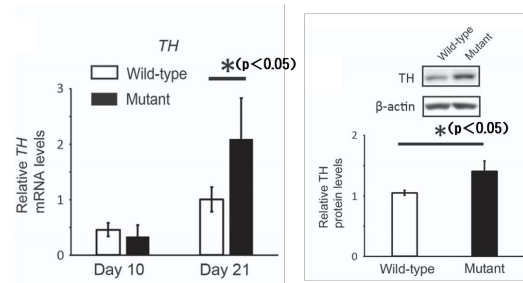 TH
*(p<0.05)
Wild-type
Mutant
Relative TH
mRNA levels
3
2
1
0
Day 10
Day 21
Wild-type
Mutant
TH
β-actin
*(p<0.05)
Relative TH
protein levels
2
1
0
Wild-type
Mutant